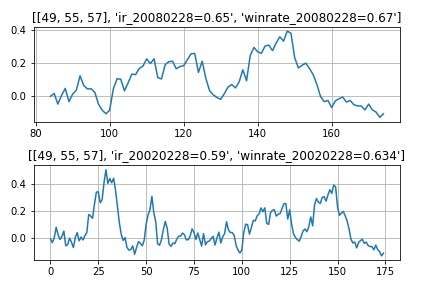 [[49, 55, 57], 'ir_20080228=0.65', 'winrate_20080228=0.67']
0.4
0.2
0.0
80 100 120 140 160
[[49, 55, 57], 'ir_20020228=0.59', 'winrate_20020228=0.634']
0.4
0.2
0.0
0 25 50 75 100 125 150 175